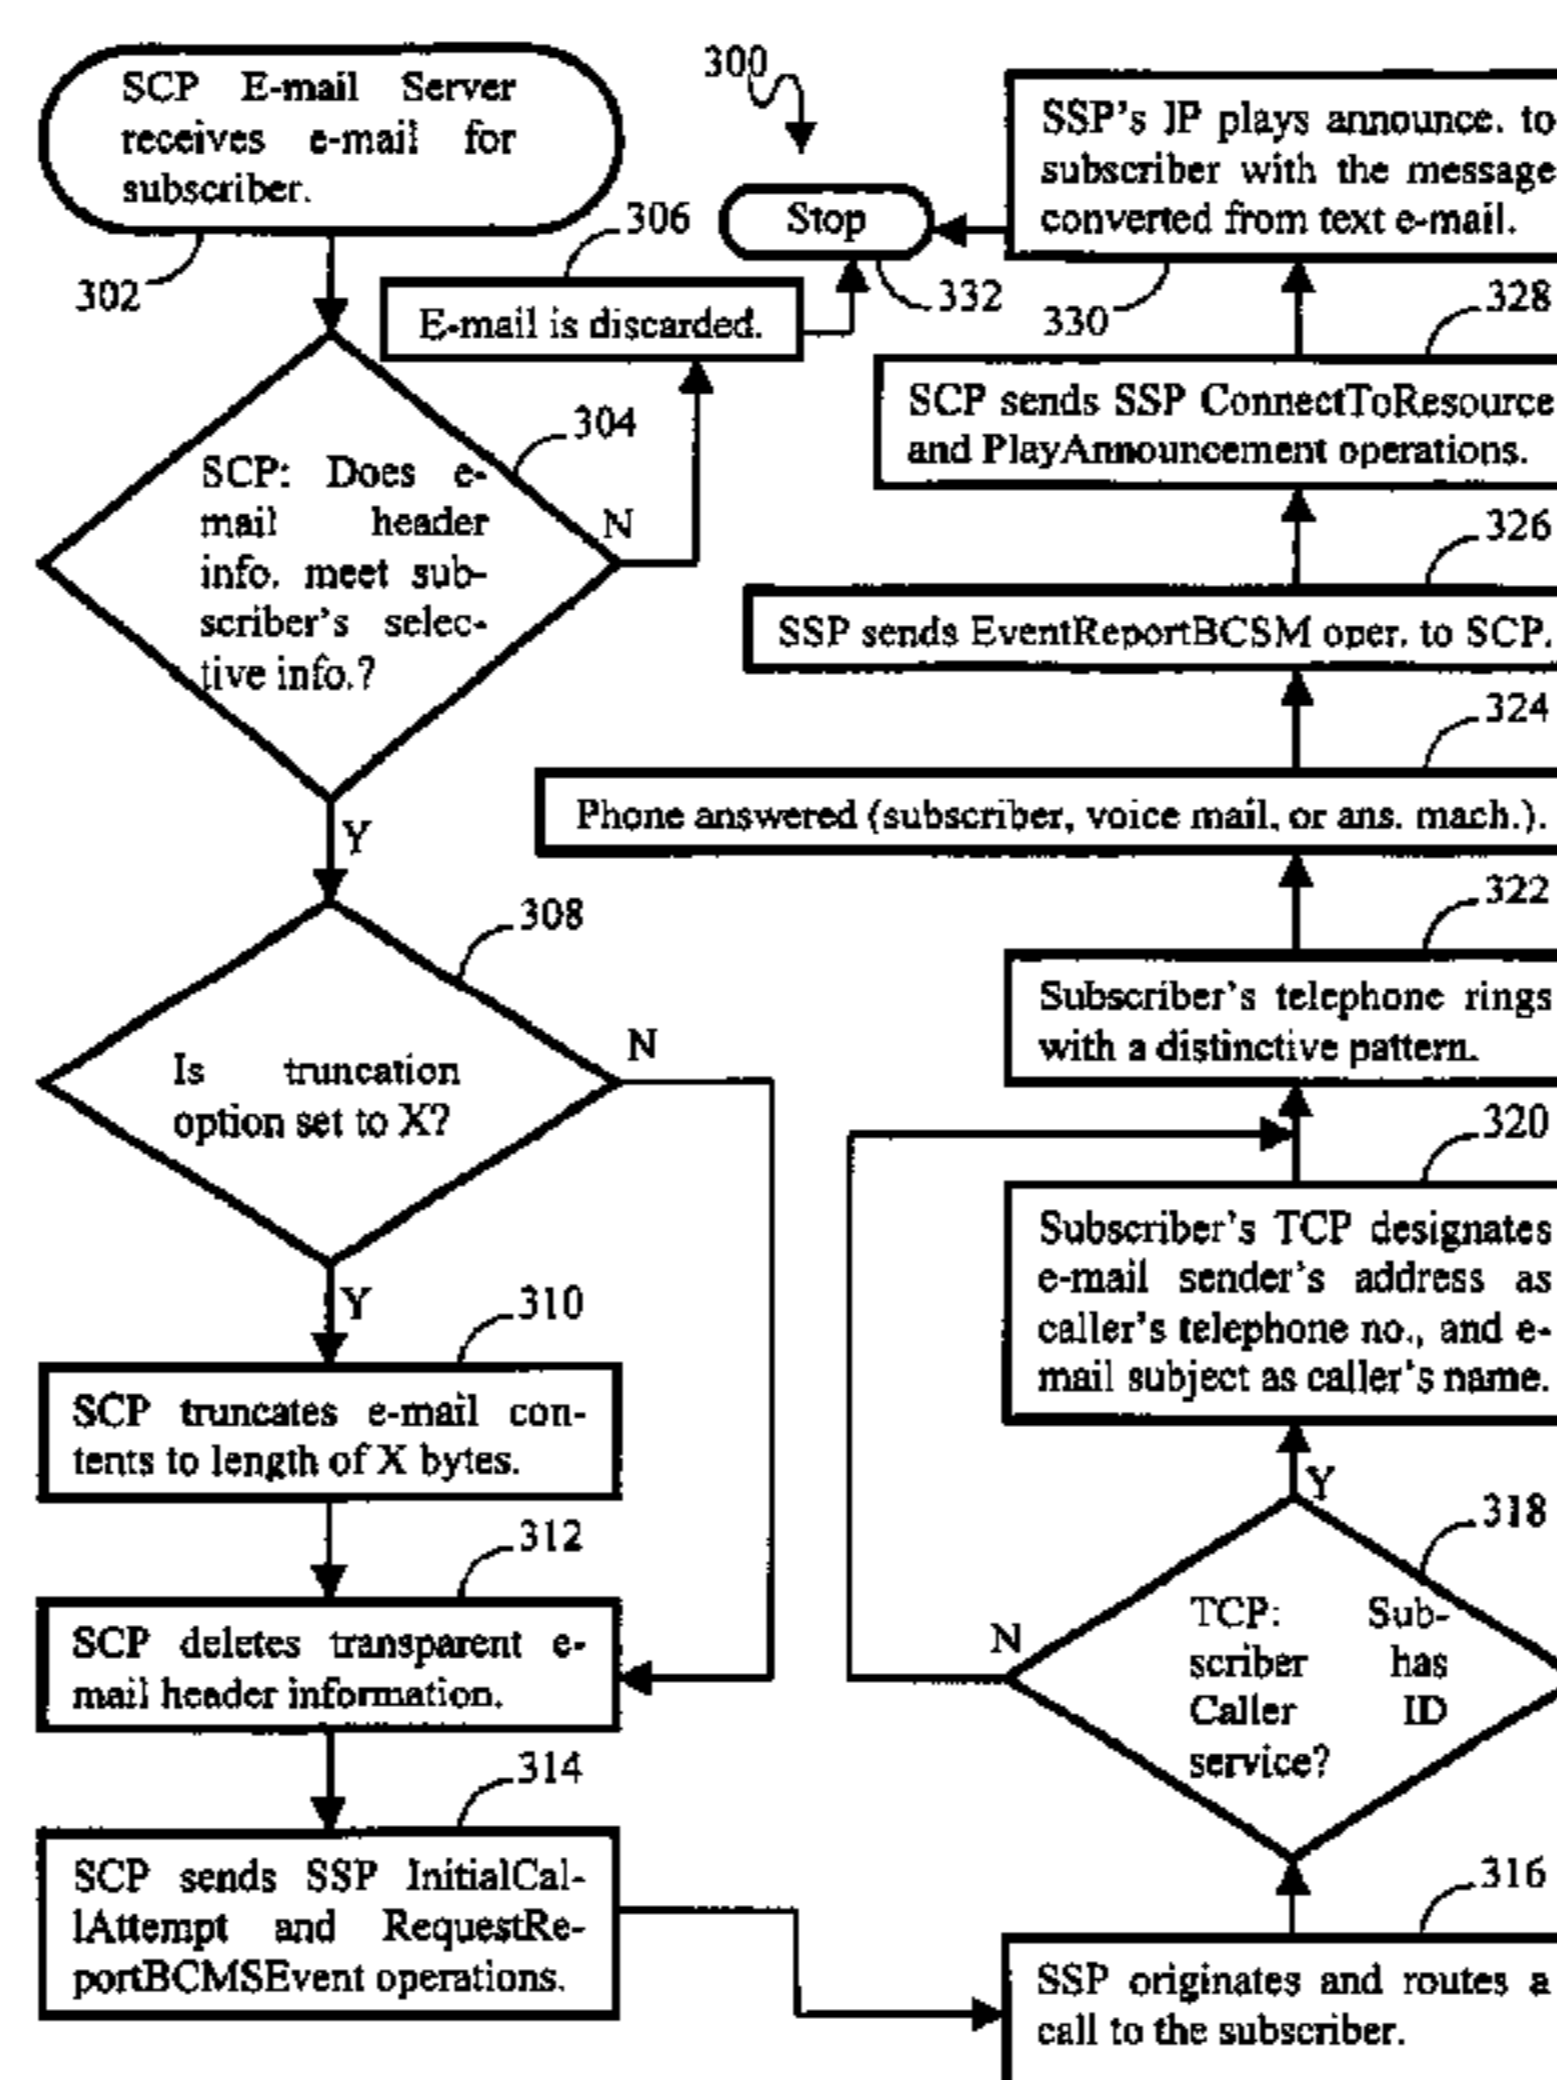 SCP E-mail Server
receives e-mail for
subscriber.
302
300
Stop
332
306
E-mail is discarded.
304
SCP: Does e-
mail header
info. meet sub-
scriber's selec-
tive info.?
N
Y
308
Is truncation
option set to X?
N
Y
310
SCP truncates e-mail con-
tents to length of X bytes.
312
SCP deletes transparent e-
mail header information.
314
SCP sends SSP InitialCal-
lAttempt and RequestRe-
portBCMSEvent operations.
SSP's IP plays announce. to
subscriber with the message
converted from text e-mail.
330
328
SCP sends SSP ConnectToResource
and PlayAnnouncement operations.
326
SSP sends EventReportBCSM oper. to SCP.
324
Phone answered (subscriber, voice mail, or ans. mach.).
322
Subscriber's telephone rings
with a distinctive pattern.
320
Subscriber's TCP designates
e-mail sender's address as
caller's telephone no., and e-
mail subject as caller's name.
Y
318
N
TCP: Sub-
scriber has
Caller ID
service?
316
SSP originates and routes a
call to the subscriber.